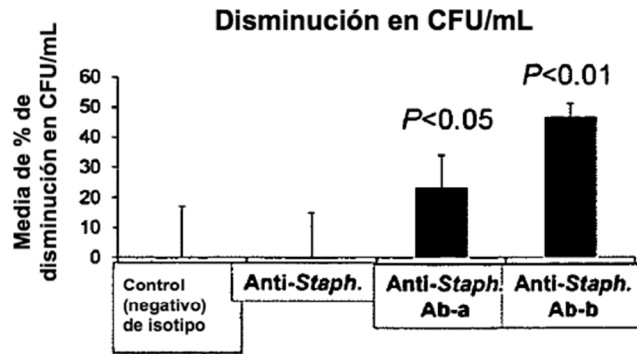 Disminución en CFU/mL
Media de % de
disminución en CFU/mL
60
50
40
30
20
10
0
P<0.05
P<0.01
Control
(negativo)
de isotipo
Anti-Staph.
Anti-Staph.
Ab-a
Anti-Staph.
Ab-b